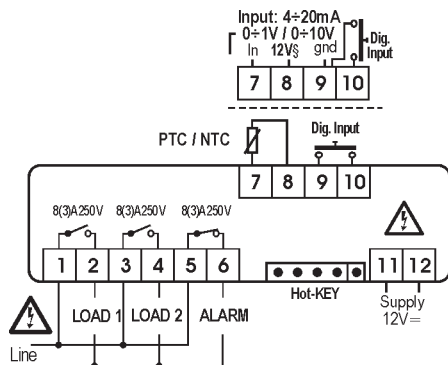 Input: 4÷20mA
0÷1V / 0÷10V
In 12V§ gnd
Dig. Input
7 8 9 10
PTC / NTC
Dig. Input
7 8 9 10
8(3)A250V 8(3)A250V 8(3)A250V
1 2 3 4 5 6
Hot-KEY
11 12
LOAD 1 LOAD 2 ALARM
Supply
12V=
Line